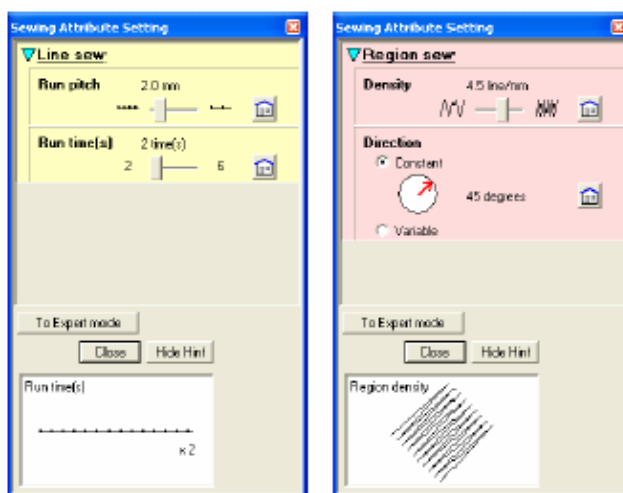 Sewing Attribute Setting
Line sew
Run pitch 2.0 mm
Run time(s) 2 time(s)
2 6
To Expert mode
Close Hide Hint
Run time(s)
x 2
Sewing Attribute Setting
Region sew
Density 4.5 line/mm
Direction
Constant
45 degrees
Variable
To Expert mode
Close Hide Hint
Region density